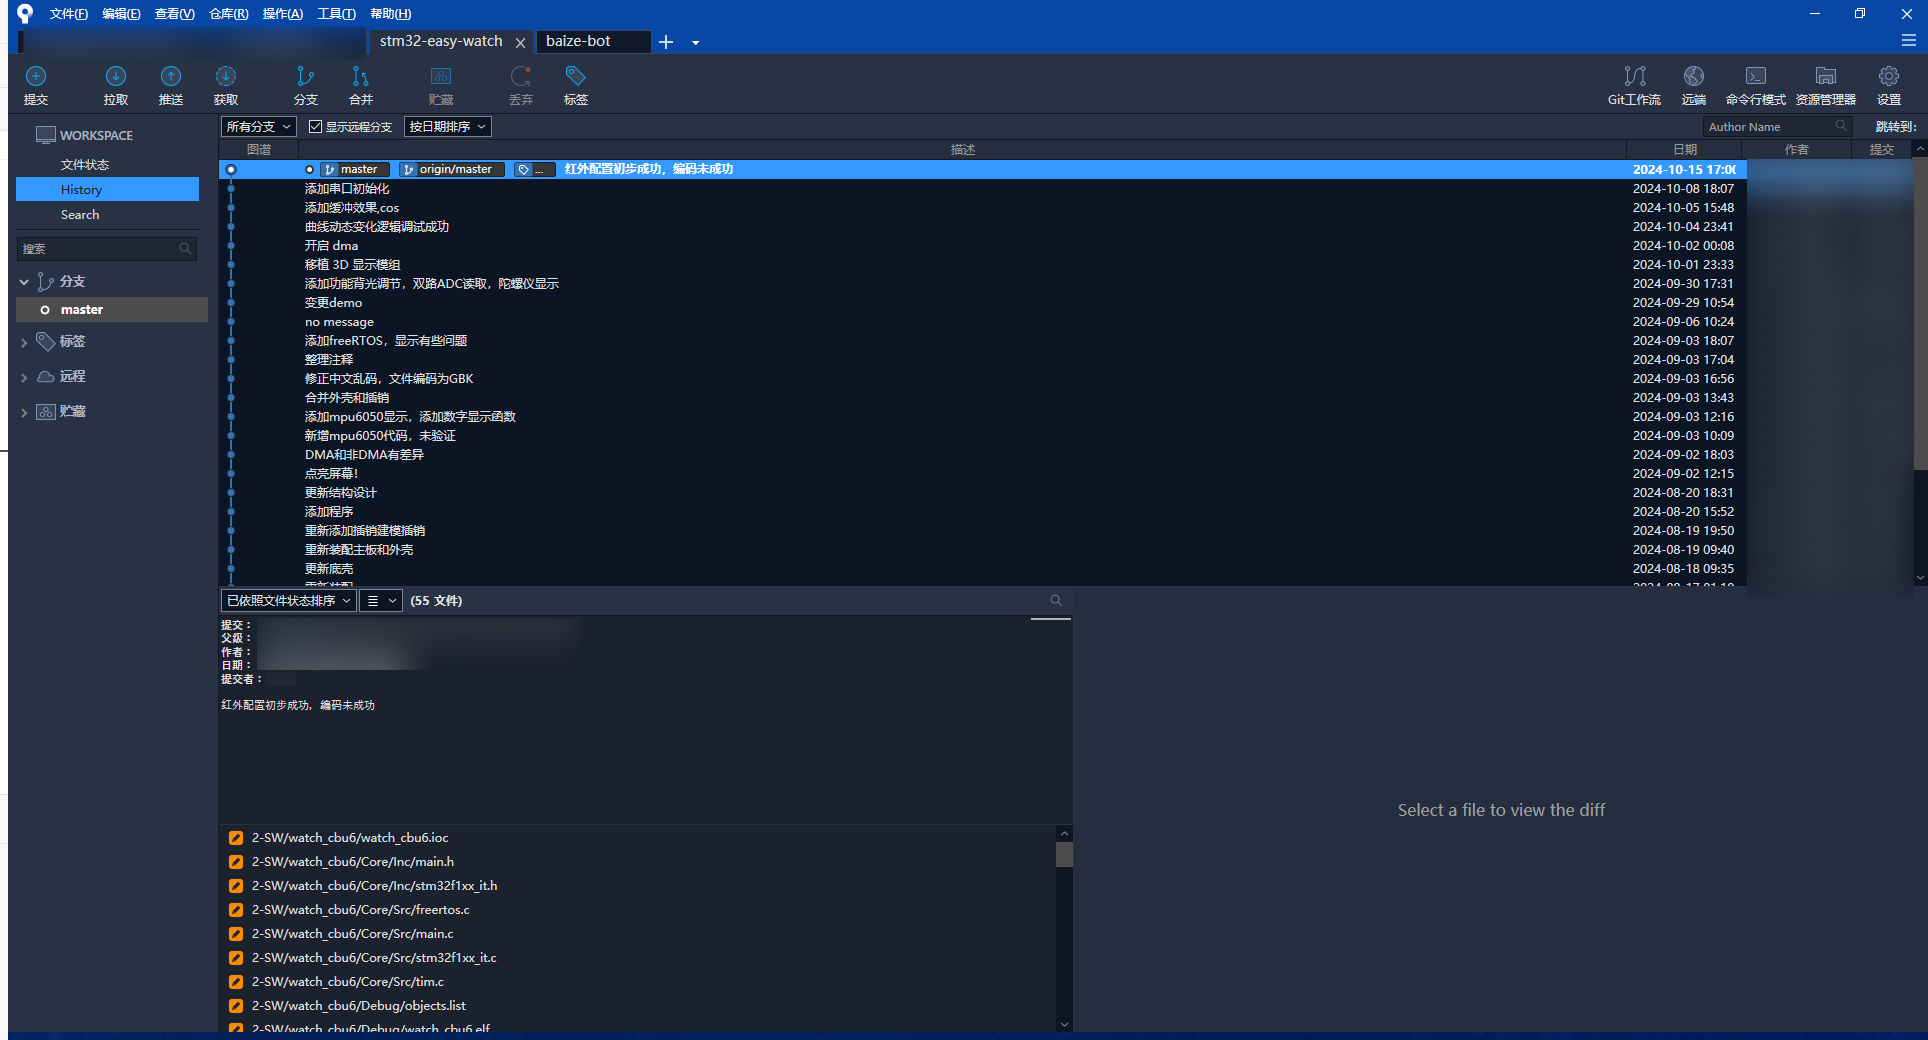 文件(F) 编辑(E) 查看(V) 仓库(R) 操作(A) 工具(T) 帮助(H)
stm32-easy-watch baize-bot
提交 拉取 推送 获取 分支 合并 贮藏 丢弃 标签 Git工作流 远端 命令行模式 资源管理器 设置
WORKSPACE
文件状态
History
Search
搜索
分支
master
标签
远程
贮藏
所有分支 显示远程分支 按日期排序 Author Name 跳转到:
图谱 描述 日期 作者 提交
master origin/master ... 红外配置初步成功，编码未成功 2024-10-15 17:0
添加串口初始化 2024-10-08 18:07
添加缓冲效果,cos 2024-10-05 15:48
曲线动态变化逻辑调试成功 2024-10-04 23:41
开启 dma 2024-10-02 00:08
移植 3D 显示模组 2024-10-01 23:33
添加功能背光调节，双路ADC读取，陀螺仪显示 2024-09-30 17:31
变更demo 2024-09-29 10:54
no message 2024-09-06 10:24
添加freeRTOS，显示有些问题 2024-09-03 18:07
整理注释 2024-09-03 17:04
修正中文乱码，文件编码为GBK 2024-09-03 16:56
合并外壳和插销 2024-09-03 13:43
添加mpu6050显示，添加数字显示函数 2024-09-03 12:16
新增mpu6050代码，未验证 2024-09-03 10:09
DMA和非DMA有差异 2024-09-02 18:03
点亮屏幕！ 2024-09-02 12:15
更新结构设计 2024-08-20 18:31
添加程序 2024-08-20 15:52
重新添加插销建模插销 2024-08-19 19:50
重新装配主板和外壳 2024-08-19 09:40
更新底壳 2024-08-18 09:35
已依照文件状态排序 (55 文件)
提交：
父级：
作者：
日期：
提交者：
红外配置初步成功，编码未成功
Select a file to view the diff
2-SW/watch_cbu6/watch_cbu6.ioc
2-SW/watch_cbu6/Core/Inc/main.h
2-SW/watch_cbu6/Core/Inc/stm32f1xx_it.h
2-SW/watch_cbu6/Core/Src/freertos.c
2-SW/watch_cbu6/Core/Src/main.c
2-SW/watch_cbu6/Core/Src/stm32f1xx_it.c
2-SW/watch_cbu6/Core/Src/tim.c
2-SW/watch_cbu6/Debug/objects.list
2-SW/watch_cbu6/Debug/watch_cbu6.elf